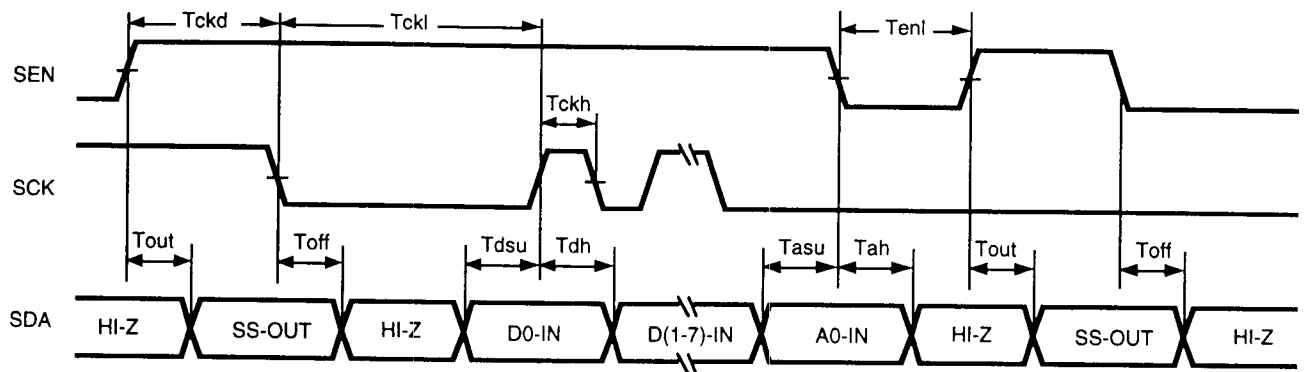 Tckd Tckl Tenl
SEN
Tckh
SCK
Tout Toff Tdsu Tdh Tasu Tah Tout Toff
SDA HI-Z SS-OUT HI-Z D0-IN D(1-7)-IN A0-IN HI-Z SS-OUT HI-Z